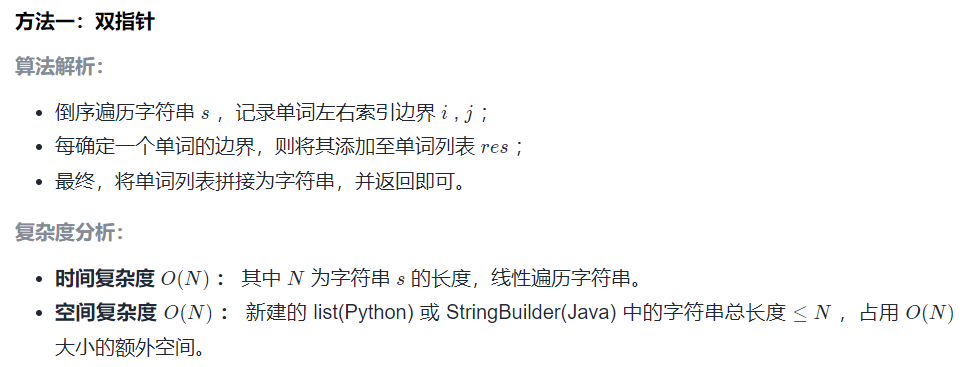 方法一：双指针
算法解析：
• 倒序遍历字符串 s ，记录单词左右索引边界 i , j ；
• 每确定一个单词的边界，则将其添加至单词列表 res ；
• 最终，将单词列表拼接为字符串，并返回即可。
复杂度分析：
• 时间复杂度 O(N) ： 其中 N 为字符串 s 的长度，线性遍历字符串。
• 空间复杂度 O(N) ： 新建的 list(Python) 或 StringBuilder(Java) 中的字符串总长度 ≤ N ，占用 O(N)
大小的额外空间。